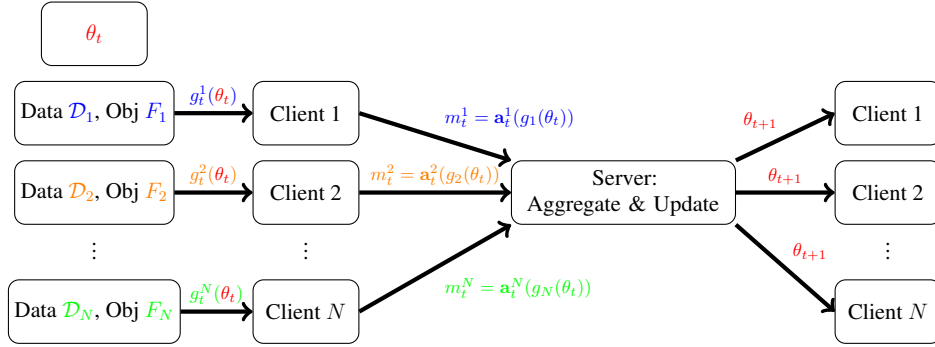 θ_t
Data 𝒟_1, Obj F_1
g_t^1(θ_t)
Client 1
m_t^1 = 𝐚_t^1(g_1(θ_t))
θ_{t+1}
Client 1
Data 𝒟_2, Obj F_2
g_t^2(θ_t)
Client 2
m_t^2 = 𝐚_t^2(g_2(θ_t))
Server:
Aggregate & Update
θ_{t+1}
Client 2
⋮
⋮
θ_{t+1}
⋮
Data 𝒟_N, Obj F_N
g_t^N(θ_t)
Client N
m_t^N = 𝐚_t^N(g_N(θ_t))
Client N